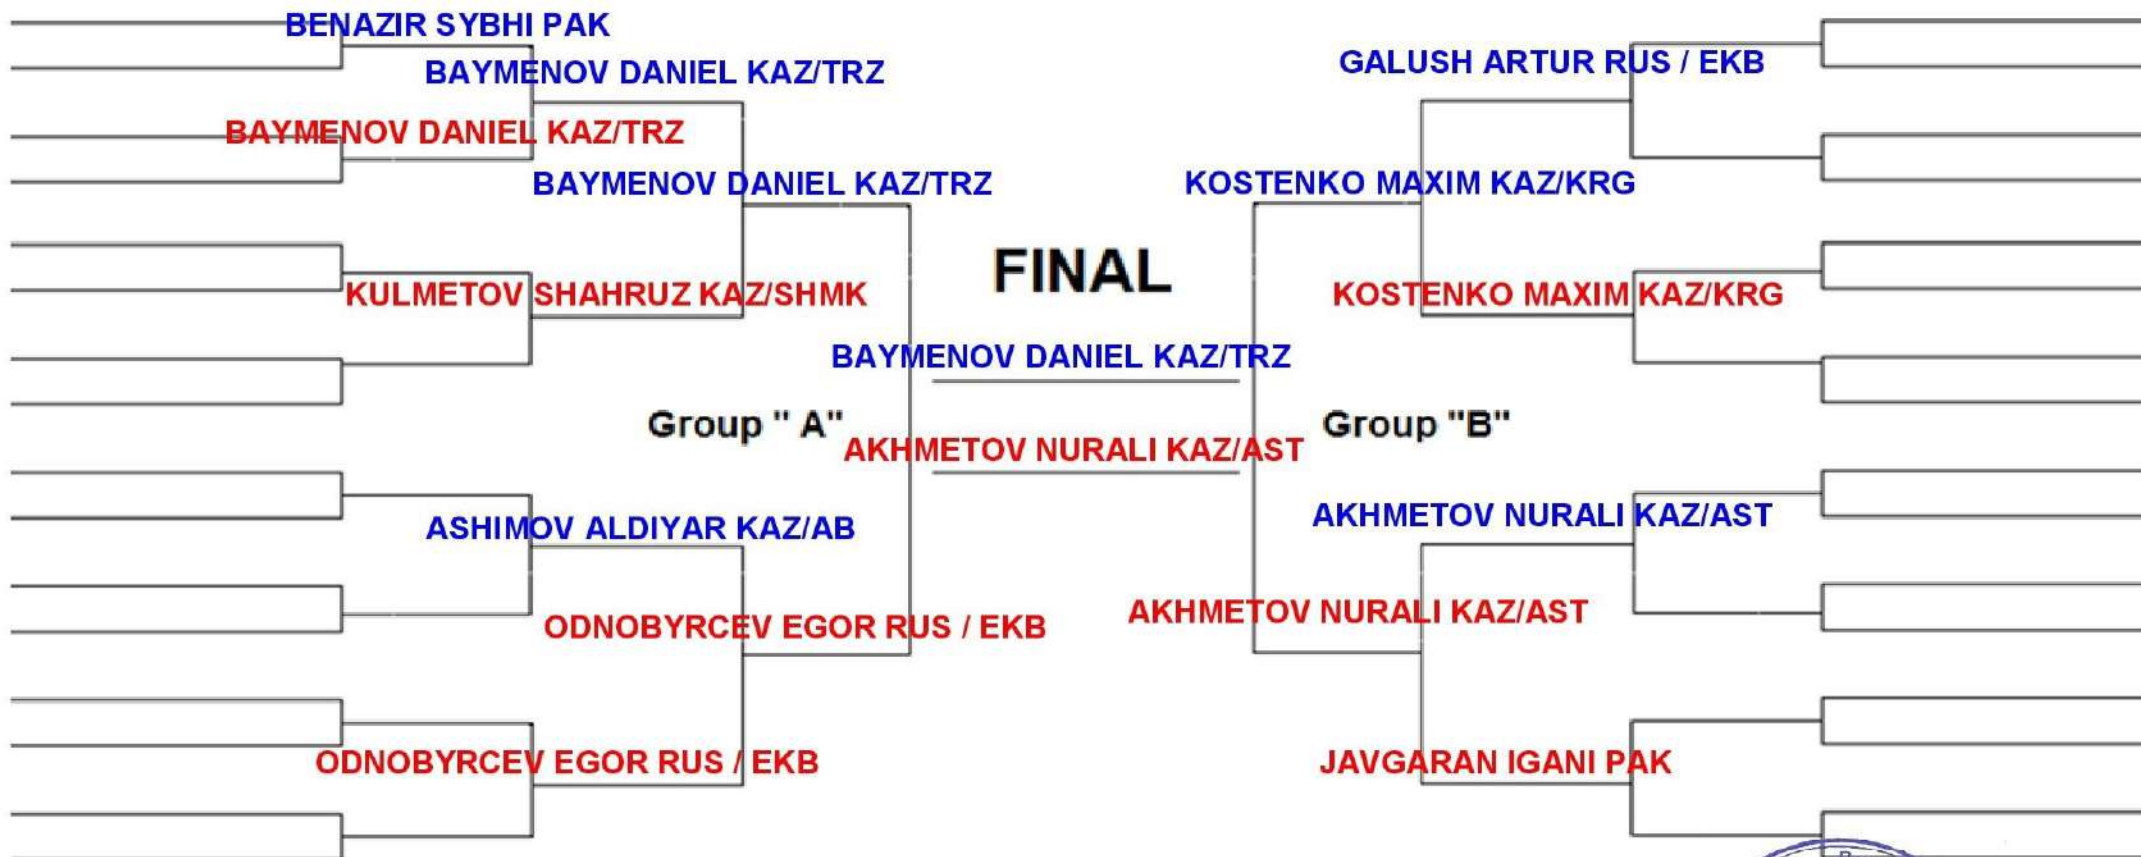 BENAZIR SYBHI PAK
BAYMENOV DANIEL KAZ/TRZ
BAYMENOV DANIEL KAZ/TRZ
BAYMENOV DANIEL KAZ/TRZ
KULMETOV SHAHRUZ KAZ/SHMK
Group " A"
ASHIMOV ALDIYAR KAZ/AB
ODNOBYRCEV EGOR RUS / EKB
ODNOBYRCEV EGOR RUS / EKB
FINAL
BAYMENOV DANIEL KAZ/TRZ
AKHMETOV NURALI KAZ/AST
GALUSH ARTUR RUS / EKB
KOSTENKO MAXIM KAZ/KRG
KOSTENKO MAXIM KAZ/KRG
Group "B"
AKHMETOV NURALI KAZ/AST
AKHMETOV NURALI KAZ/AST
JAVGARAN IGANI PAK